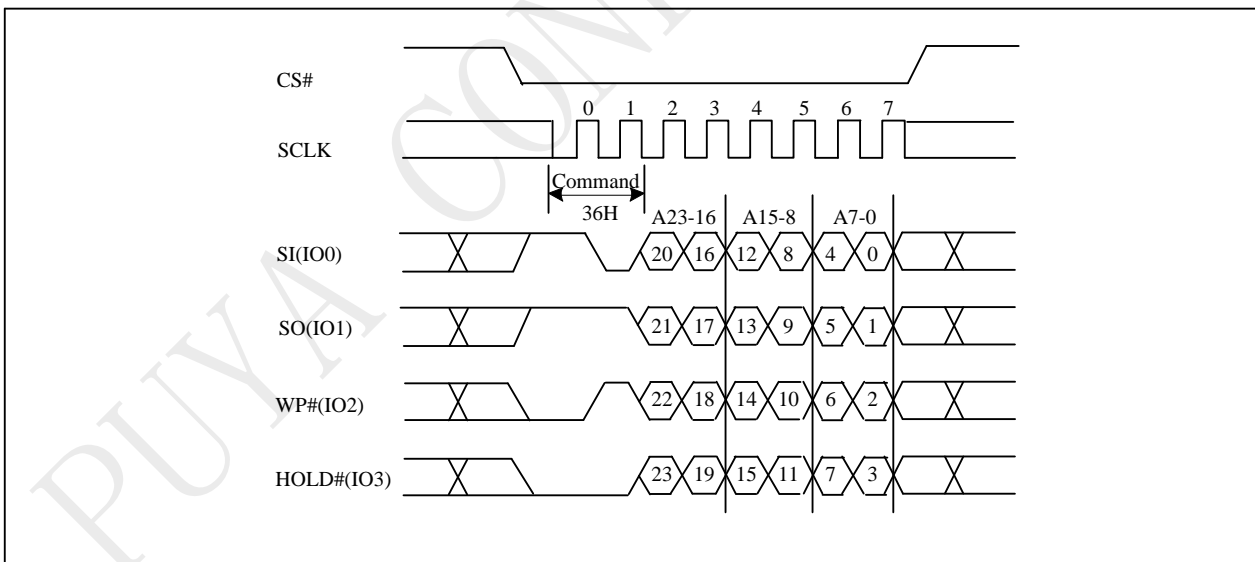 PUYA CON
CS#
0 1 2 3 4 5 6 7
SCLK
Command
36H
A23-16 A15-8 A7-0
SI(IO0) 20 16 12 8 4 0
SO(IO1) 21 17 13 9 5 1
WP#(IO2) 22 18 14 10 6 2
HOLD#(IO3) 23 19 15 11 7 3